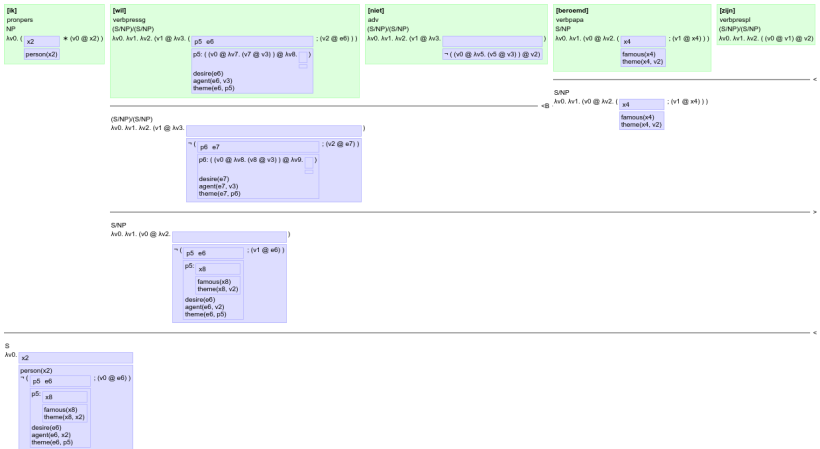 [ik]
pronpers
NP
λv0. ( x2 ∗ (v0 @ x2) )
person(x2)
[wil]
verbpressg
(S/NP)/(S/NP)
λv0. λv1. λv2. (v1 @ λv3. ( p5 e6 ; (v2 @ e6) ) )
p5: ( (v0 @ λv7. (v7 @ v3) ) @ λv8. )
desire(e6)
agent(e6, v3)
theme(e6, p5)
[niet]
adv
(S/NP)/(S/NP)
λv0. λv1. λv2. (v1 @ λv3. )
¬ ( (v0 @ λv5. (v5 @ v3) ) @ v2)
[beroemd]
verbpapa
S/NP
λv0. λv1. (v0 @ λv2. ( x4 ; (v1 @ x4) ) )
famous(x4)
theme(x4, v2)
[zijn]
verbprespl
(S/NP)/(S/NP)
λv0. λv1. λv2. ( (v0 @ v1) @ v2)
<
<B
S/NP
λv0. λv1. (v0 @ λv2. ( x4 ; (v1 @ x4) ) )
famous(x4)
theme(x4, v2)
(S/NP)/(S/NP)
λv0. λv1. λv2. (v1 @ λv3. )
¬ ( p6 e7 ; (v2 @ e7) )
p6: ( (v0 @ λv8. (v8 @ v3) ) @ λv9. )
desire(e7)
agent(e7, v3)
theme(e7, p6)
>
S/NP
λv0. λv1. (v0 @ λv2. )
¬ ( p5 e6 ; (v1 @ e6) )
p5: x8
famous(x8)
theme(x8, v2)
desire(e6)
agent(e6, v2)
theme(e6, p5)
<
S
λv0. x2
person(x2)
¬ ( p5 e6 ; (v0 @ e6) )
p5: x8
famous(x8)
theme(x8, x2)
desire(e6)
agent(e6, x2)
theme(e6, p5)